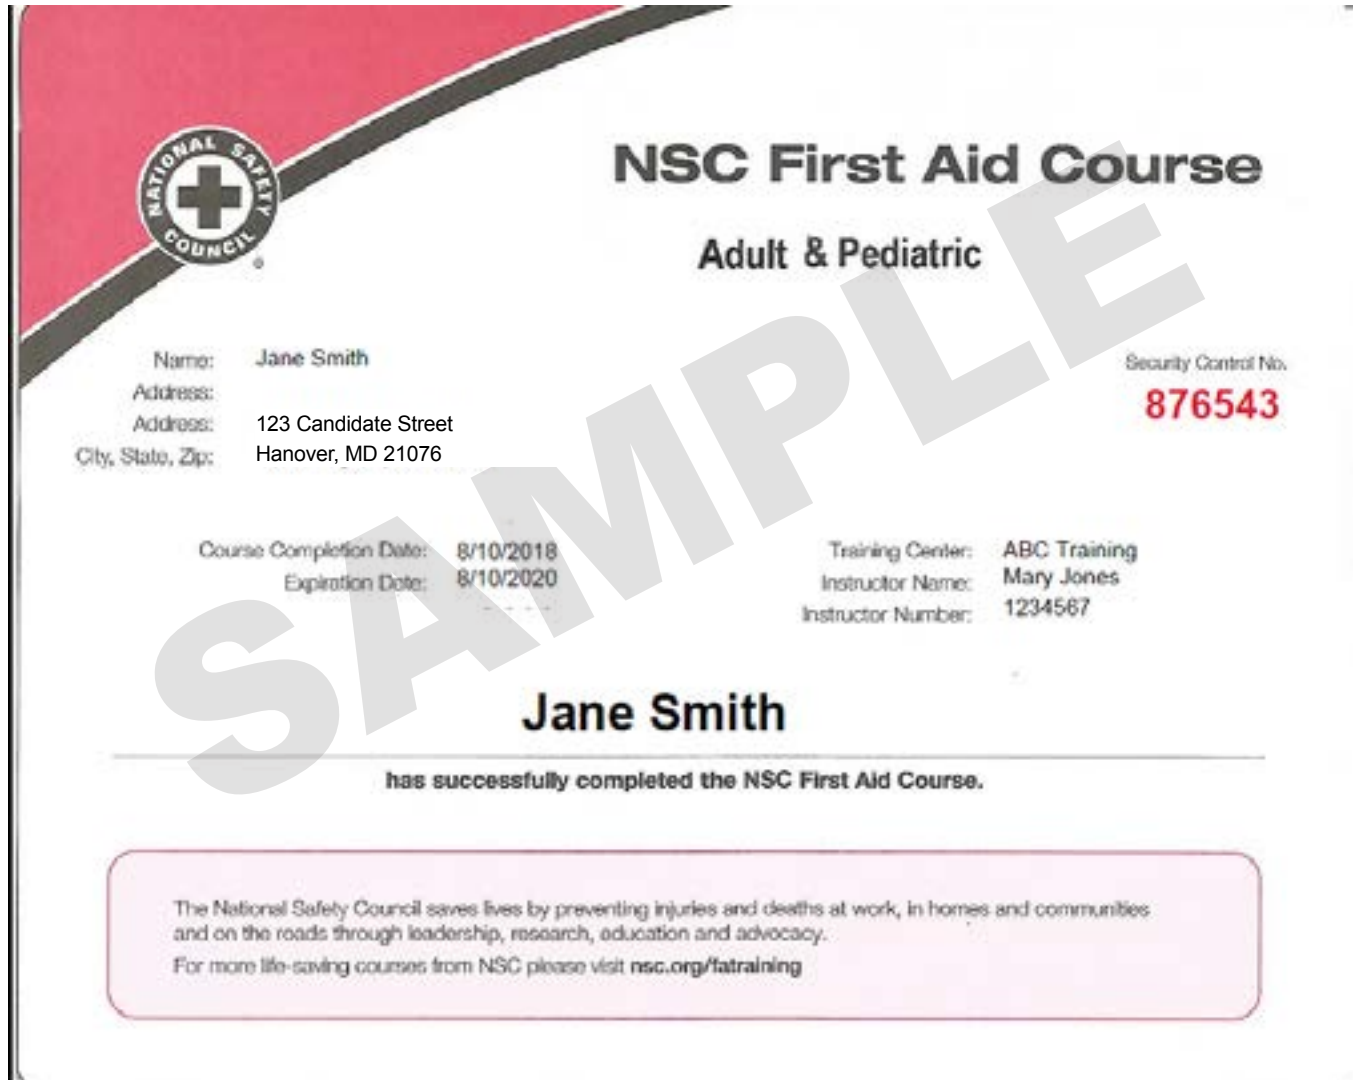 NATIONAL SAFETY COUNCIL
®
NSC First Aid Course
Adult & Pediatric
Name: Jane Smith
Address:
Address: 123 Candidate Street
City, State, Zip: Hanover, MD 21076
Security Control No.
876543
Course Completion Date: 8/10/2018
Expiration Date: 8/10/2020
Training Center: ABC Training
Instructor Name: Mary Jones
Instructor Number: 1234567
SAMPLE
Jane Smith
has successfully completed the NSC First Aid Course.
The National Safety Council saves lives by preventing injuries and deaths at work, in homes and communities
and on the roads through leadership, research, education and advocacy.
For more life-saving courses from NSC please visit nsc.org/fatraining